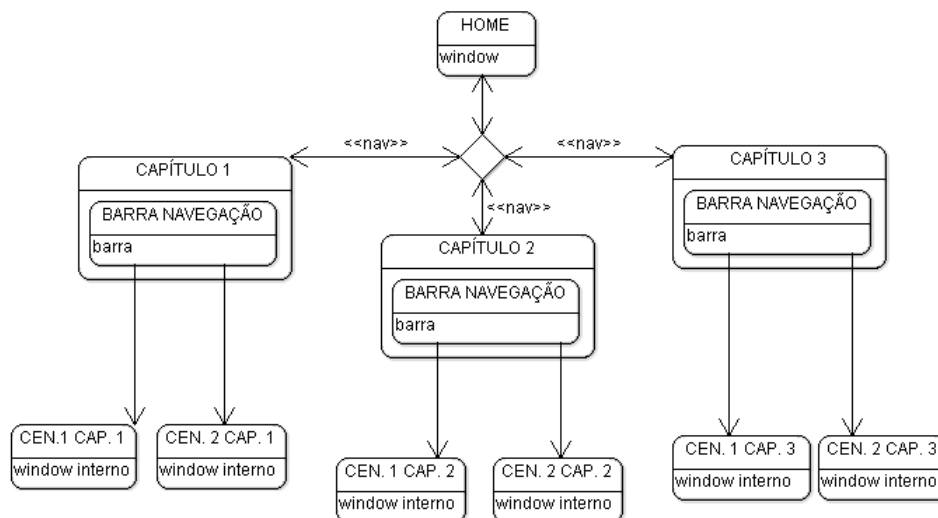 HOME
window
<<nav>>
<<nav>>
<<nav>>
CAPÍTULO 1
BARRA NAVEGAÇÃO
barra
CAPÍTULO 2
BARRA NAVEGAÇÃO
barra
CAPÍTULO 3
BARRA NAVEGAÇÃO
barra
CEN.1 CAP. 1
window interno
CEN. 2 CAP. 1
window interno
CEN. 1 CAP. 2
window interno
CEN. 2 CAP. 2
window interno
CEN. 1 CAP. 3
window interno
CEN. 2 CAP. 3
window interno